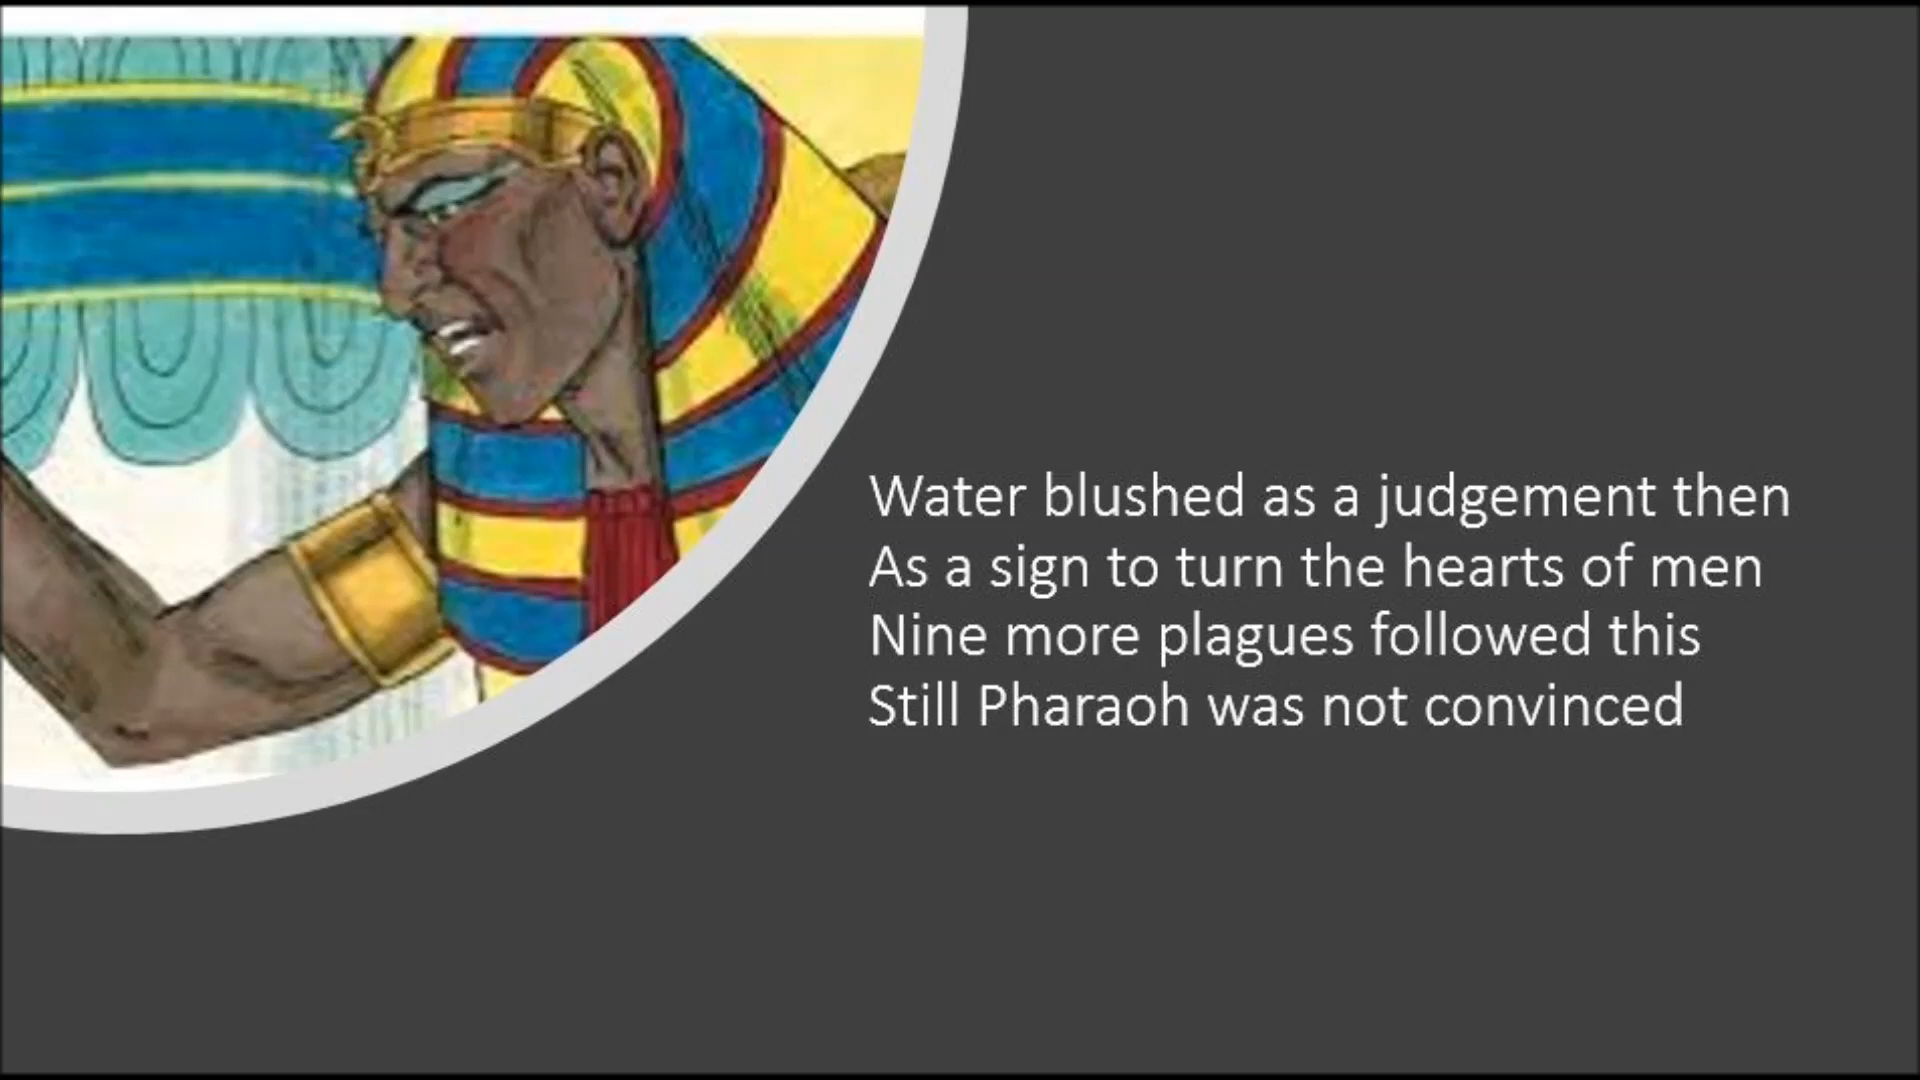 Water blushed as a judgement then
As a sign to turn the hearts of men
Nine more plagues followed this
Still Pharaoh was not convinced